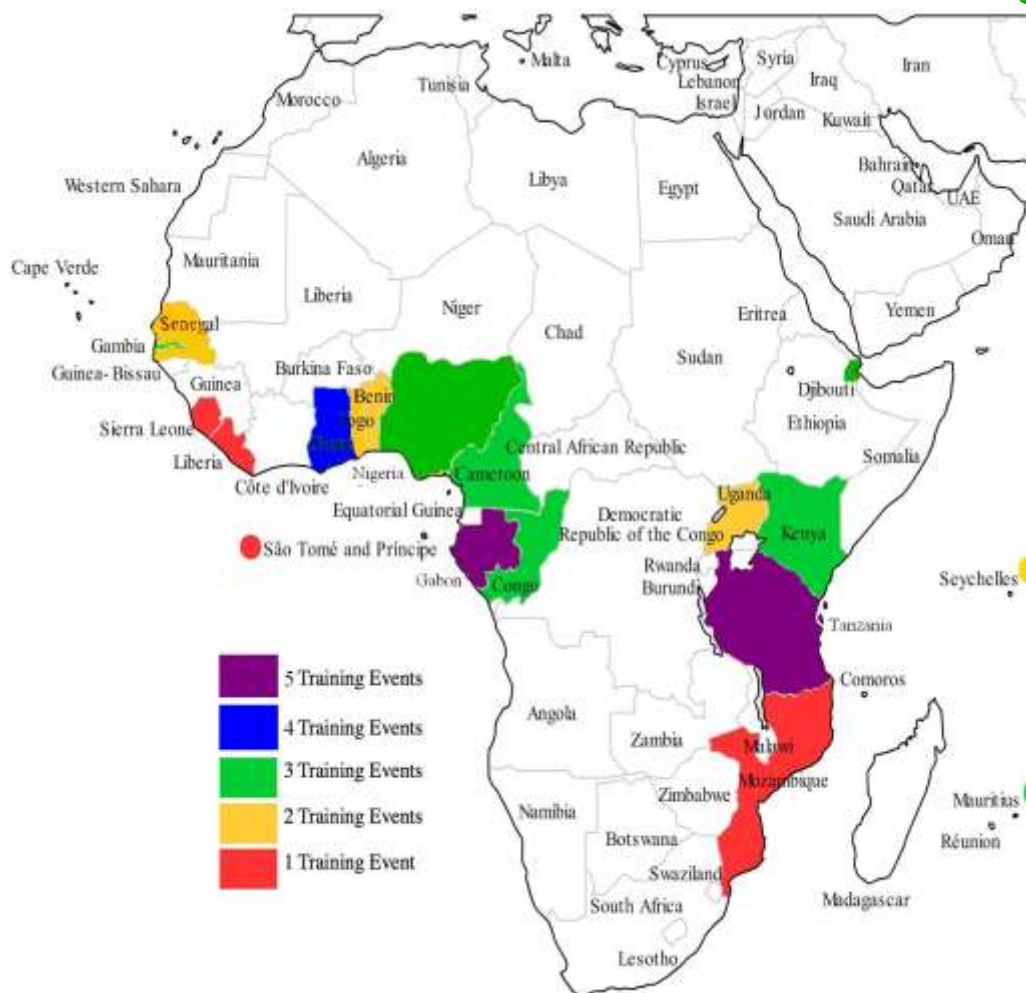 Malta
Cyprus
Syria
Iran
Tunisia
Lebanon
Iraq
Israel
Morocco
Jordan
Kuwait
Algeria
Bahrain
Libya
Egypt
Qatar
Western Sahara
UAE
Saudi Arabia
Oman
Mauritania
Cape Verde
Liberia
Niger
Yemen
Chad
Eritrea
Senegal
Gambia
Sudan
Burkina Faso
Guinea-Bissau
Guinea
Djibouti
Benin
Togo
Ethiopia
Sierra Leone
Central African Republic
Somalia
Liberia
Nigeria
Cameroon
Côte d'Ivoire
Uganda
Equatorial Guinea
Democratic
Republic of the Congo
Kenya
São Tomé and Príncipe
Rwanda
Gabon
Congo
Burundi
Seychelles
Tanzania
5 Training Events
Comoros
4 Training Events
Angola
Zambia
Malawi
3 Training Events
Mozambique
Zimbabwe
Mauritius
2 Training Events
Namibia
Botswana
Réunion
1 Training Event
Swaziland
Madagascar
South Africa
Lesotho